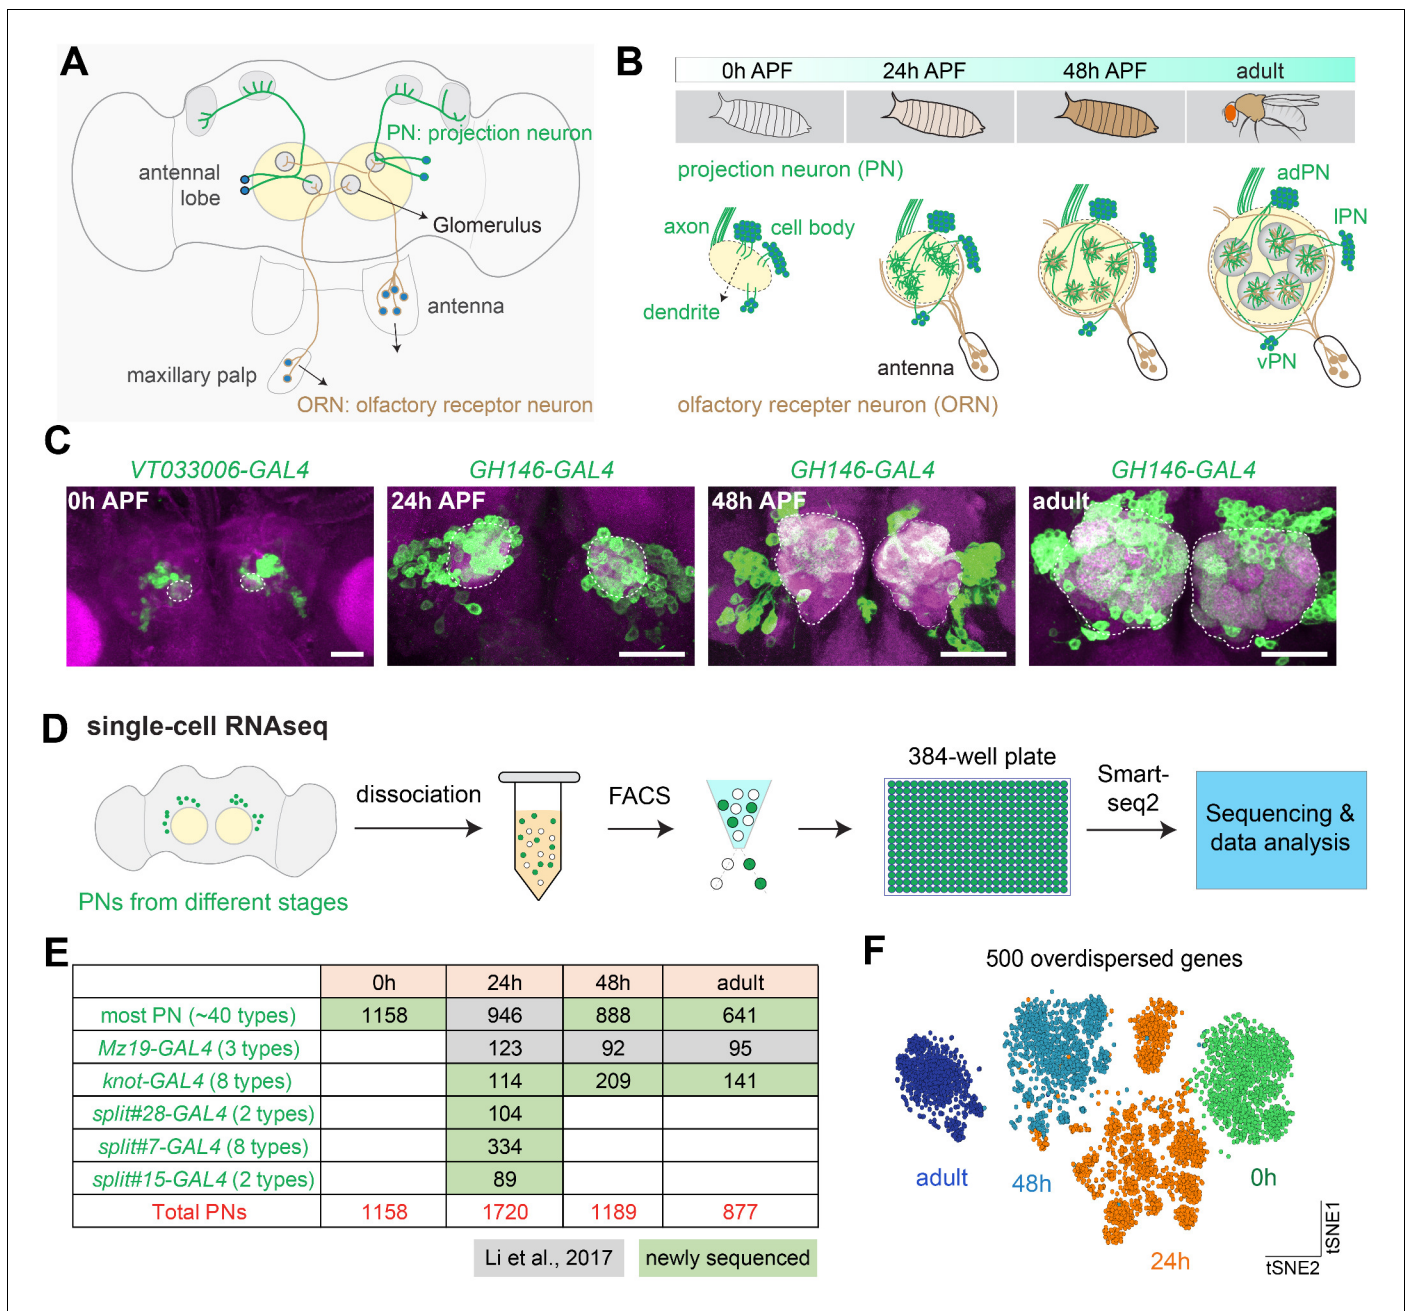 A
PN: projection neuron
antennal
lobe
Glomerulus
antenna
maxillary palp
ORN: olfactory receptor neuron
B
0h APF 24h APF 48h APF adult
projection neuron (PN)
adPN
lPN
axon
cell body
dendrite
antenna
vPN
olfactory recepter neuron (ORN)
C
VT033006-GAL4 GH146-GAL4 GH146-GAL4 GH146-GAL4
0h APF 24h APF 48h APF adult
D single-cell RNAseq
PNs from different stages
dissociation
FACS
384-well plate
Smart-
seq2
Sequencing &
data analysis
E
0h 24h 48h adult
most PN (~40 types) 1158 946 888 641
Mz19-GAL4 (3 types) 123 92 95
knot-GAL4 (8 types) 114 209 141
split#28-GAL4 (2 types) 104
split#7-GAL4 (8 types) 334
split#15-GAL4 (2 types) 89
Total PNs 1158 1720 1189 877
Li et al., 2017 newly sequenced
F
500 overdispersed genes
adult
48h
0h
24h
tSNE1
tSNE2